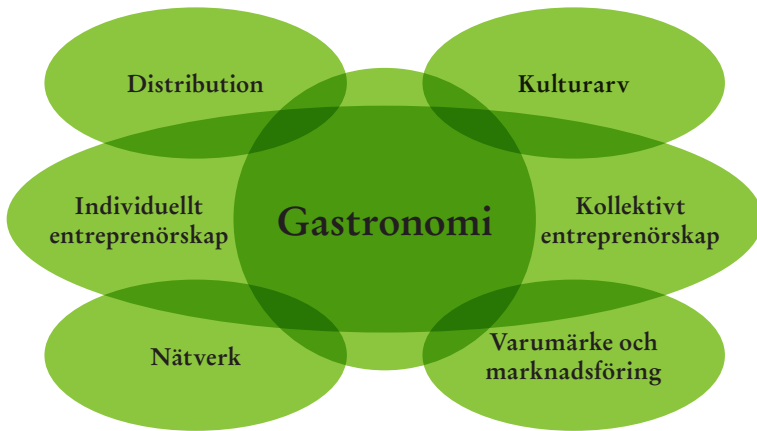 Distribution
Kulturarv
Individuellt
entreprenörskap
Gastronomi
Kollektivt
entreprenörskap
Nätverk
Varumärke och
marknadsföring